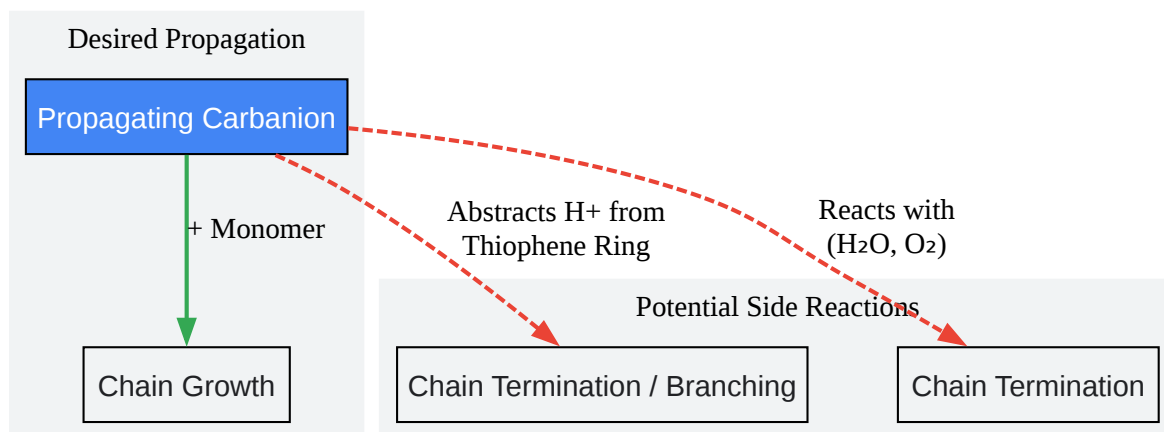 Desired Propagation
Propagating Carbanion
+ Monomer
Abstracts H+ from
Thiophene Ring
Reacts with
(H₂O, O₂)
Potential Side Reactions
Chain Growth
Chain Termination / Branching
Chain Termination